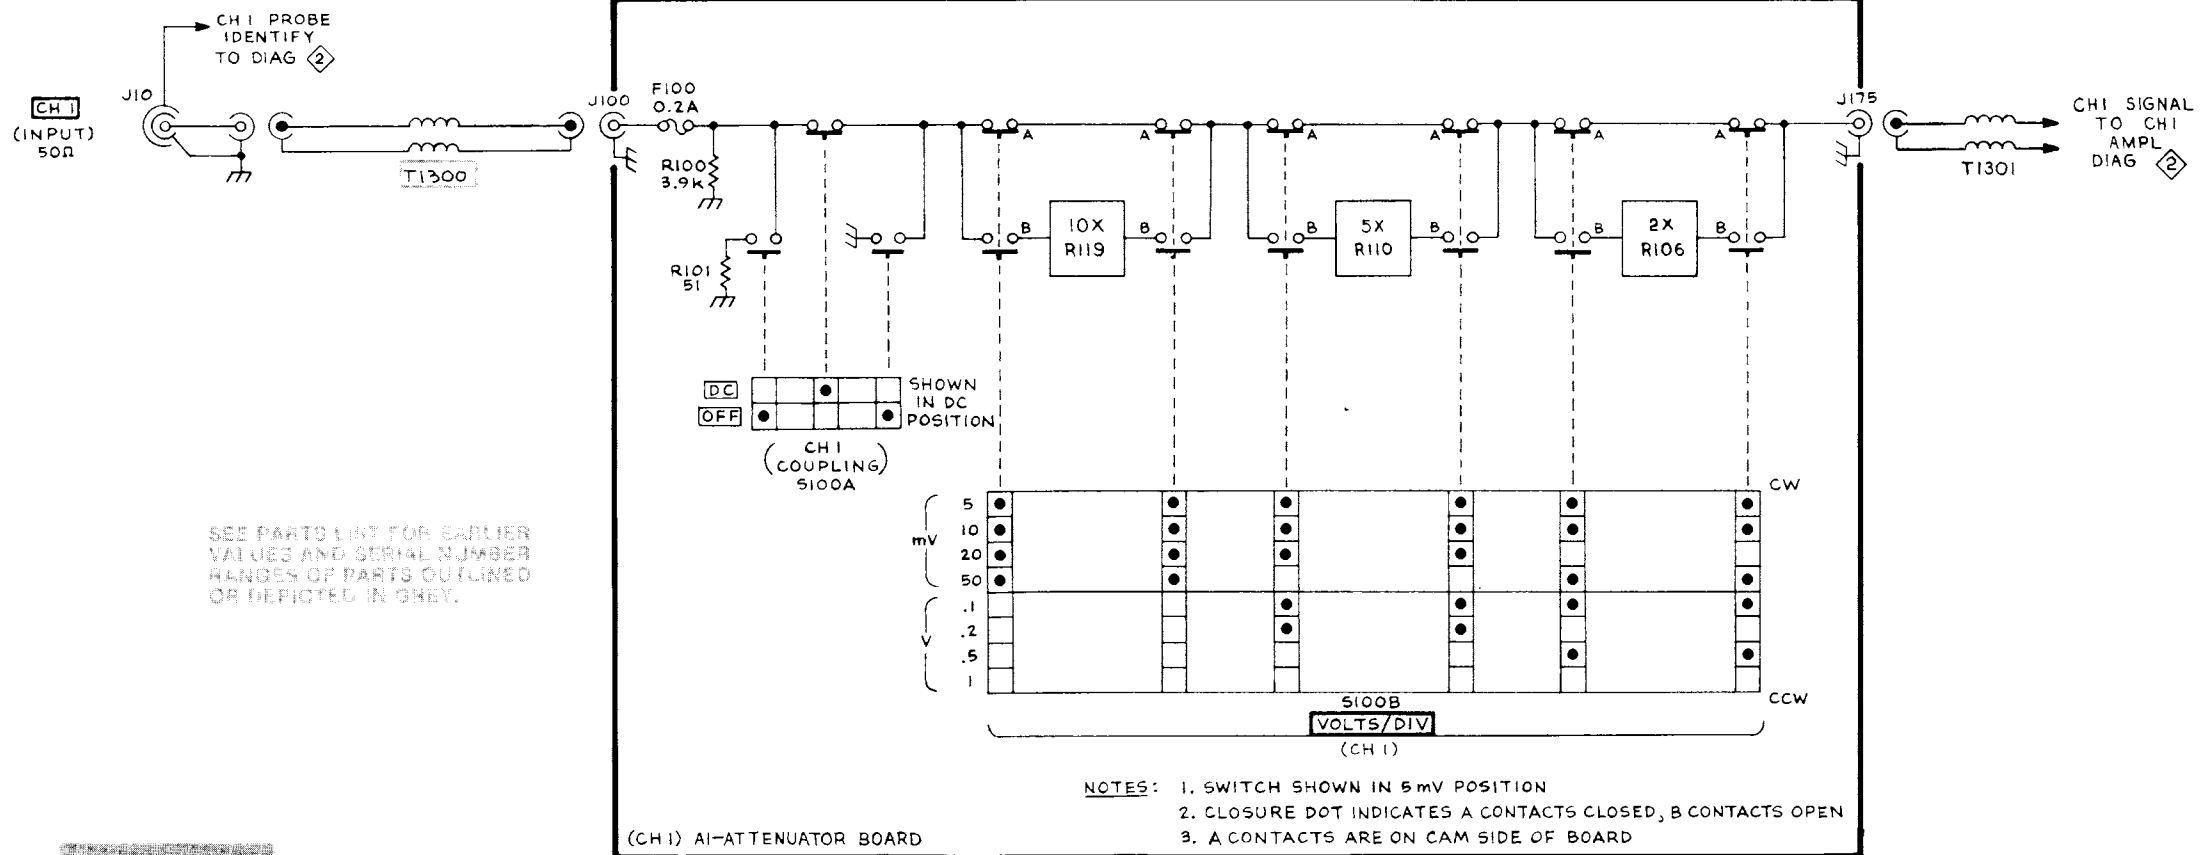 CH 1 PROBE
IDENTIFY
TO DIAG 2
CH 1
(INPUT)
50Ω
J10
T1300
J100
F100
0.2A
R100
3.9K
R101
51
A
A
A
A
A
A
B
B
B
B
B
B
10X
R119
5X
R110
2X
R106
J175
T1301
CH1 SIGNAL
TO CH1
AMPL
DIAG 2
DC
OFF
SHOWN
IN DC
POSITION
CH 1
(COUPLING)
S100A
SEE PARTS LIST FOR EARLIER
VALUES AND SERIAL NUMBER
RANGES OF PARTS OUTLINED
OR DEPICTED IN GREY.
CW
mV
5
10
20
50
V
.1
.2
.5
1
CCW
S100B
VOLTS/DIV
(CH 1)
NOTES: 1. SWITCH SHOWN IN 5mV POSITION
2. CLOSURE DOT INDICATES A CONTACTS CLOSED, B CONTACTS OPEN
3. A CONTACTS ARE ON CAM SIDE OF BOARD
(CH 1) A1-ATTENUATOR BOARD